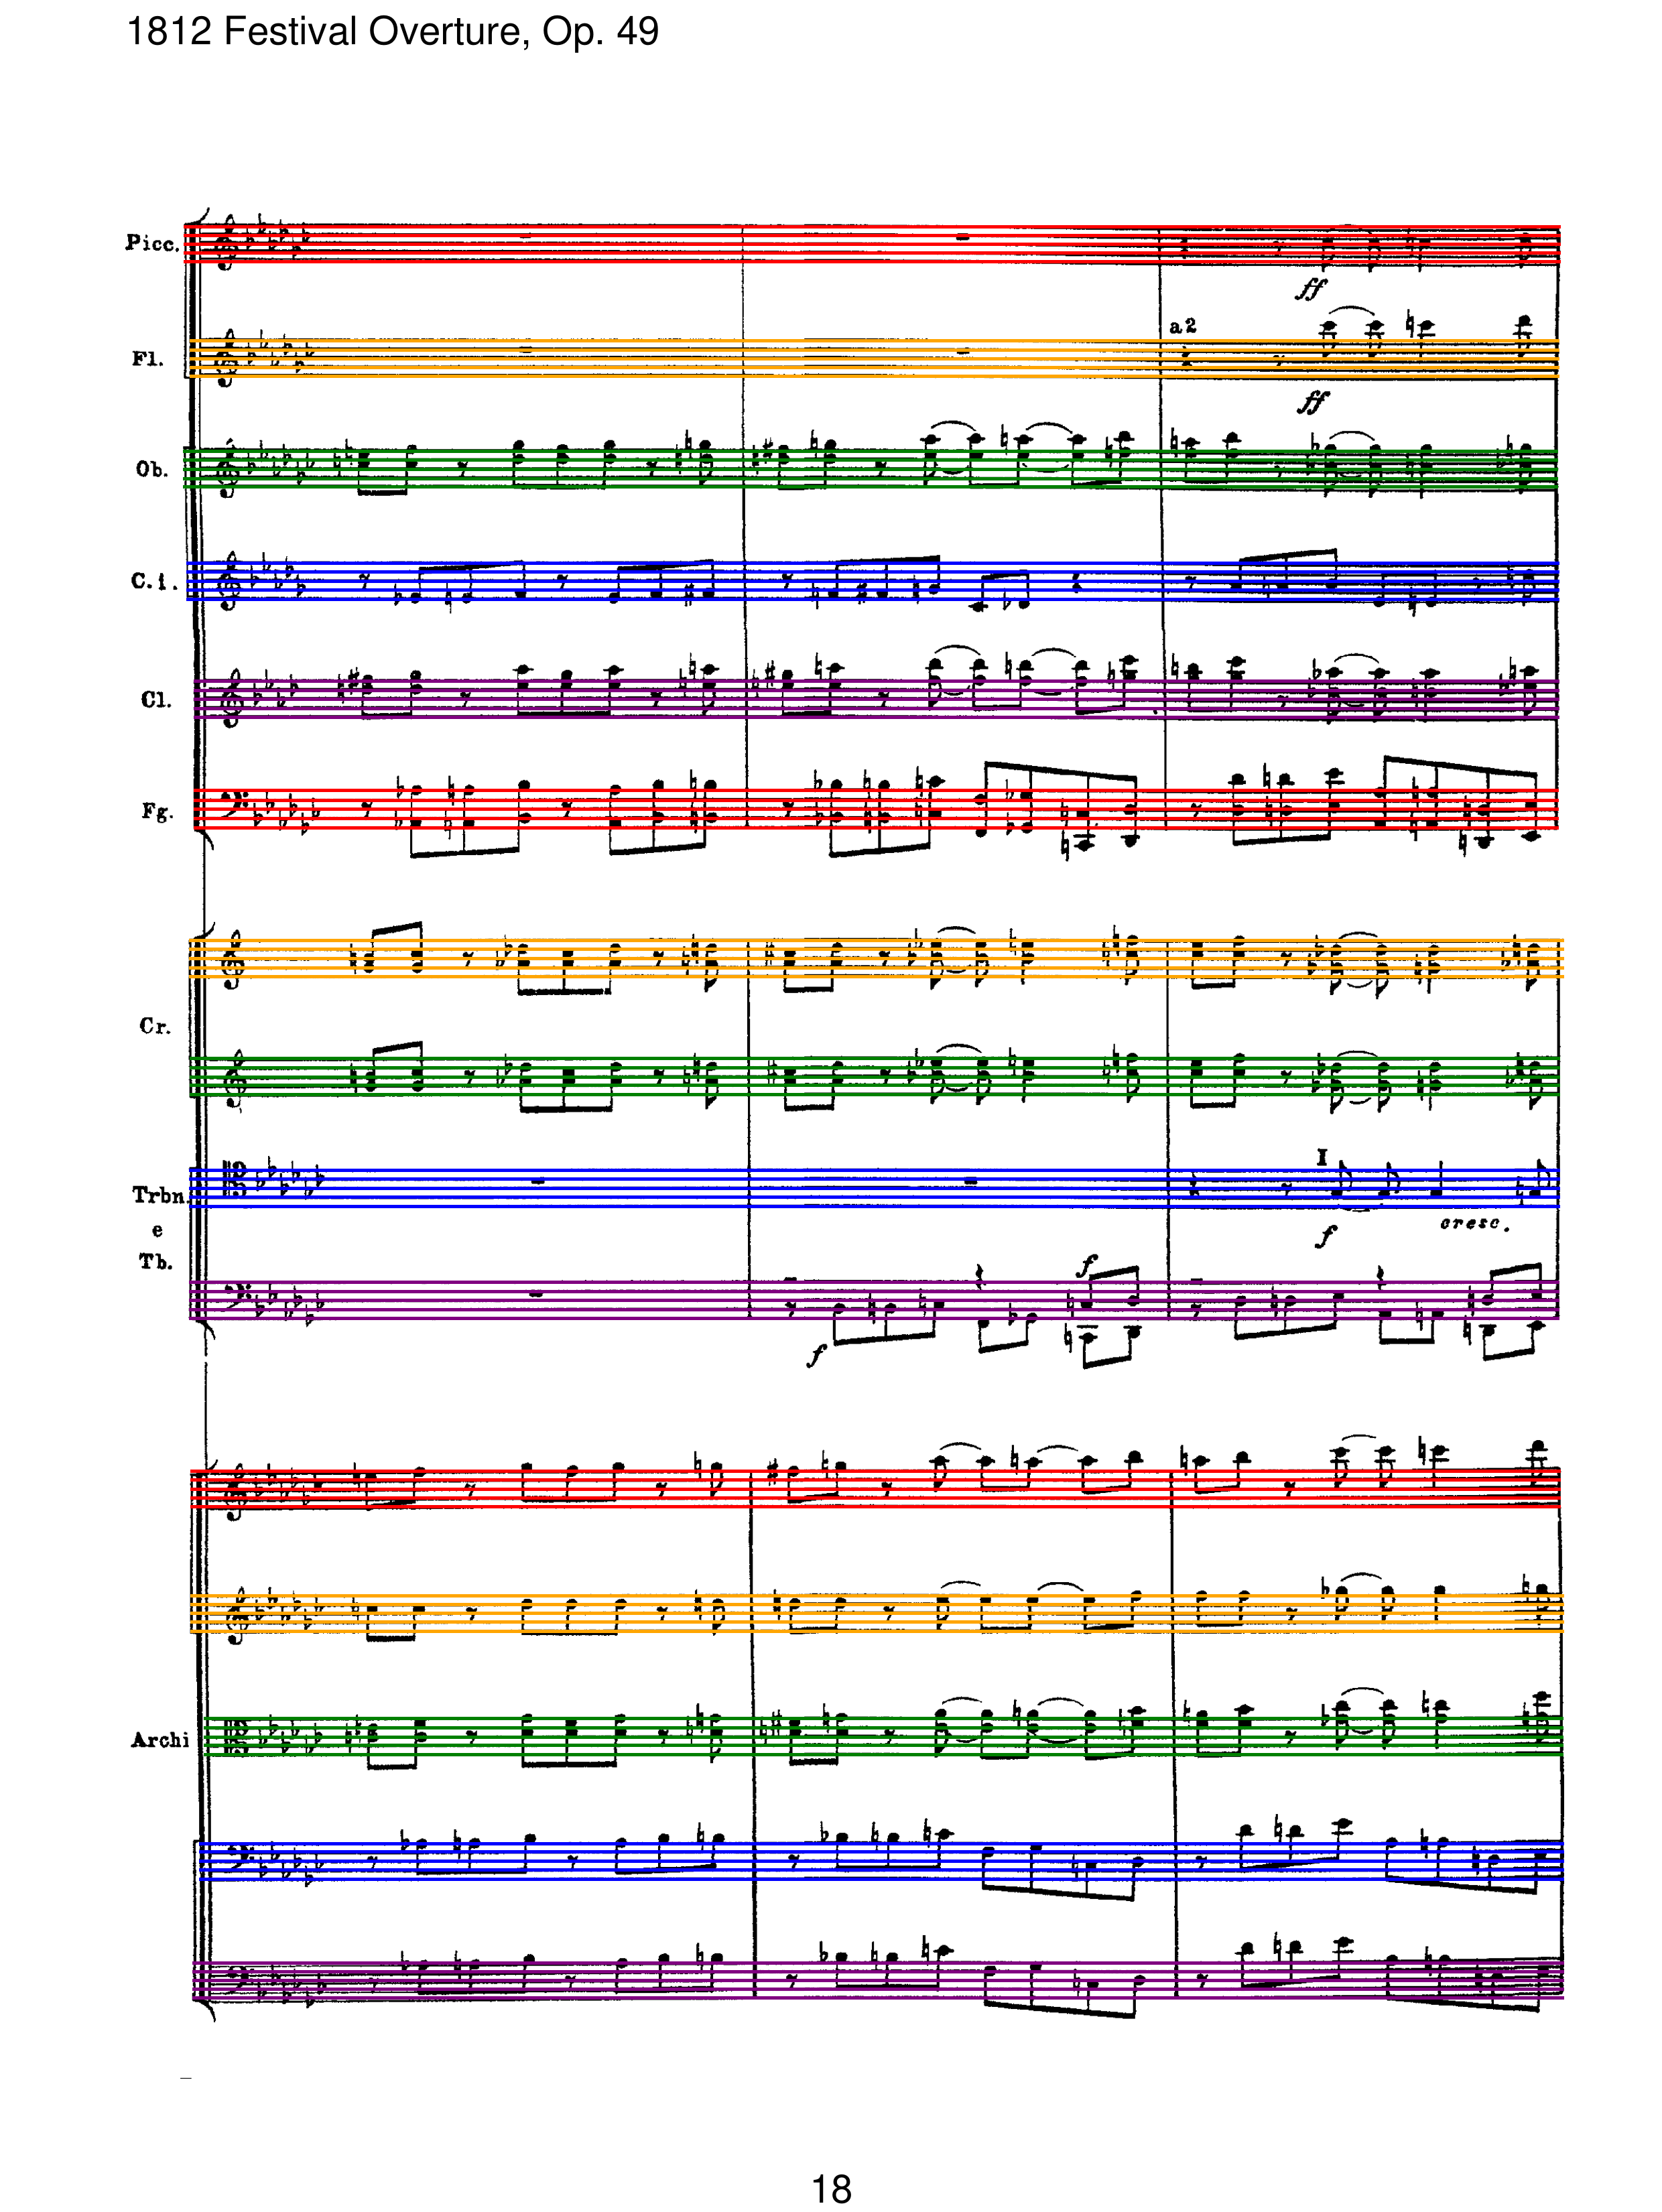 1812 Festival Overture, Op. 49
Picc.
ff
a2
Fl.
ff
Ob.
C.i.
Cl.
Fg.
Cr.
I
Trbn.
cresc.
e
f
Tb.
f
f
Archi
18